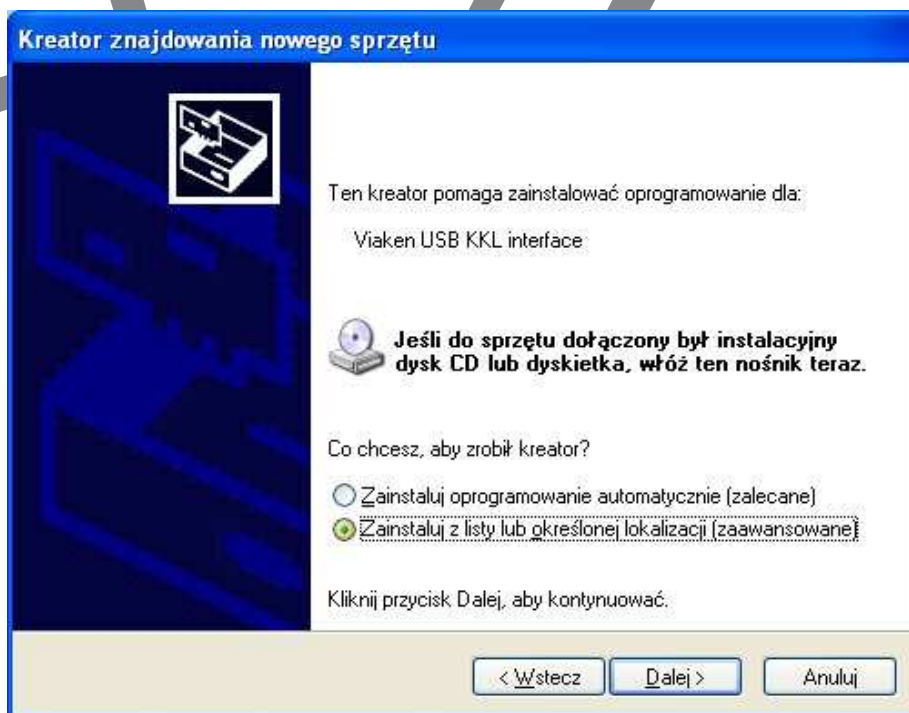 Kreator znajdowania nowego sprzętu
Ten kreator pomaga zainstalować oprogramowanie dla:
Viaken USB KKL interface
Jeśli do sprzętu dołączony był instalacyjny
dysk CD lub dyskietka, włóż ten nośnik teraz.
Co chcesz, aby zrobił kreator?
Zainstaluj oprogramowanie automatycznie (zalecane)
Zainstaluj z listy lub określonej lokalizacji (zaawansowane)
Kliknij przycisk Dalej, aby kontynuować.
< Wstecz Dalej > Anuluj